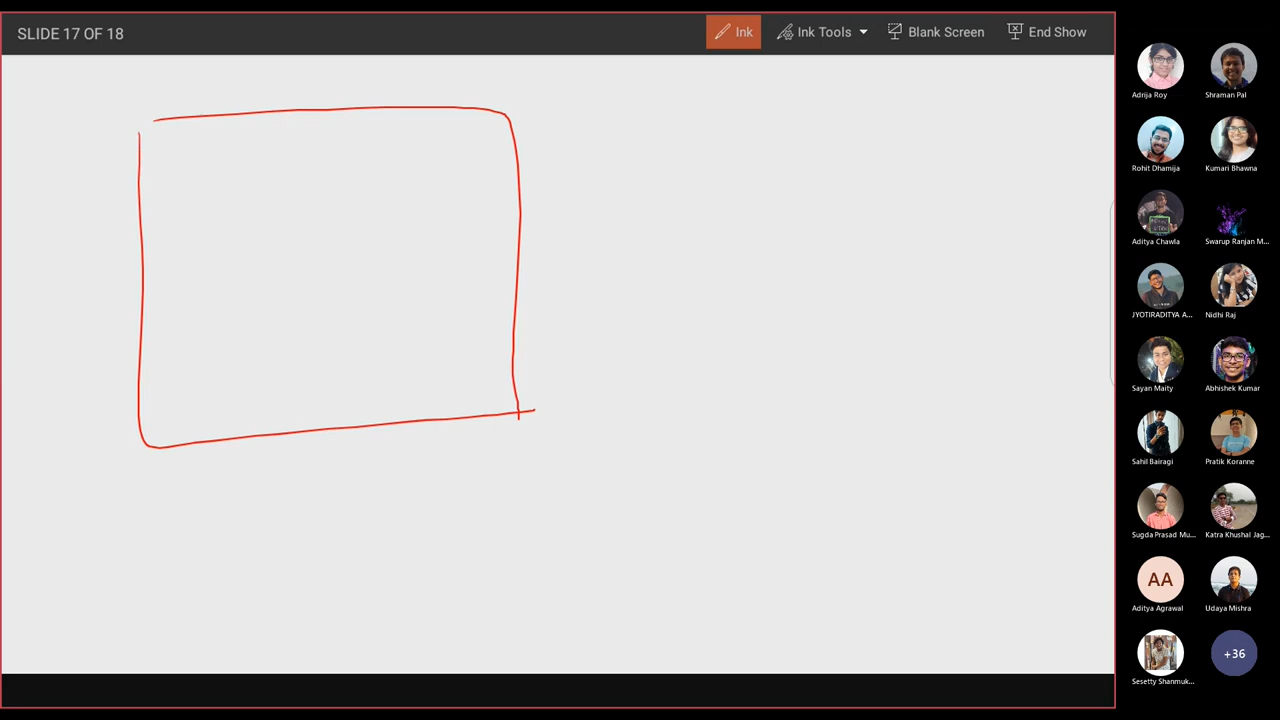 SLIDE 17 OF 18
Ink
Ink Tools
Blank Screen
End Show
Adrija Roy
Shraman Pal
Rohit Dhamija
Kumari Bhawna
Aditya Chawla
Swarup Ranjan M...
JYOTIRADITYA A...
Nidhi Raj
Sayan Maity
Abhishek Kumar
Sahil Bairagi
Pratik Koranne
Sugda Prasad Mu...
Katra Khushal Jag...
AA
Aditya Agrawal
Udaya Mishra
Sesetty Shanmuk...
+36